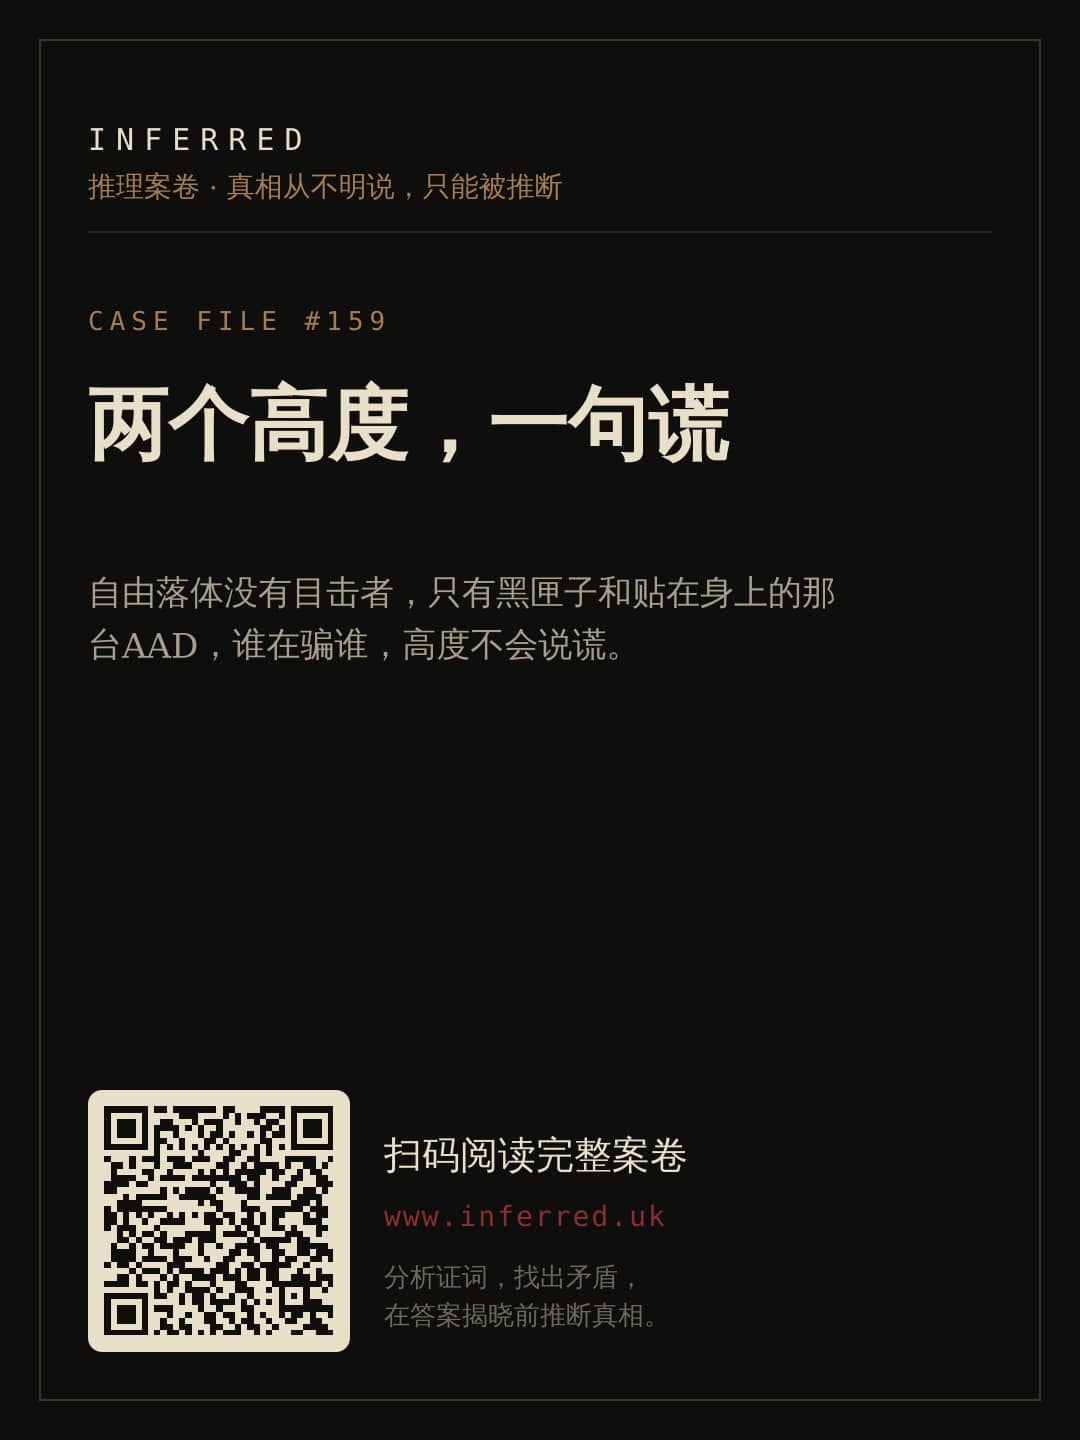 INFERRED
推理案卷 · 真相从不明说，只能被推断
CASE FILE #159
两个高度，一句谎
自由落体没有目击者，只有黑匣子和贴在身上的那
台AAD，谁在骗谁，高度不会说谎。
扫码阅读完整案卷
www.inferred.uk
分析证词，找出矛盾，
在答案揭晓前推断真相。